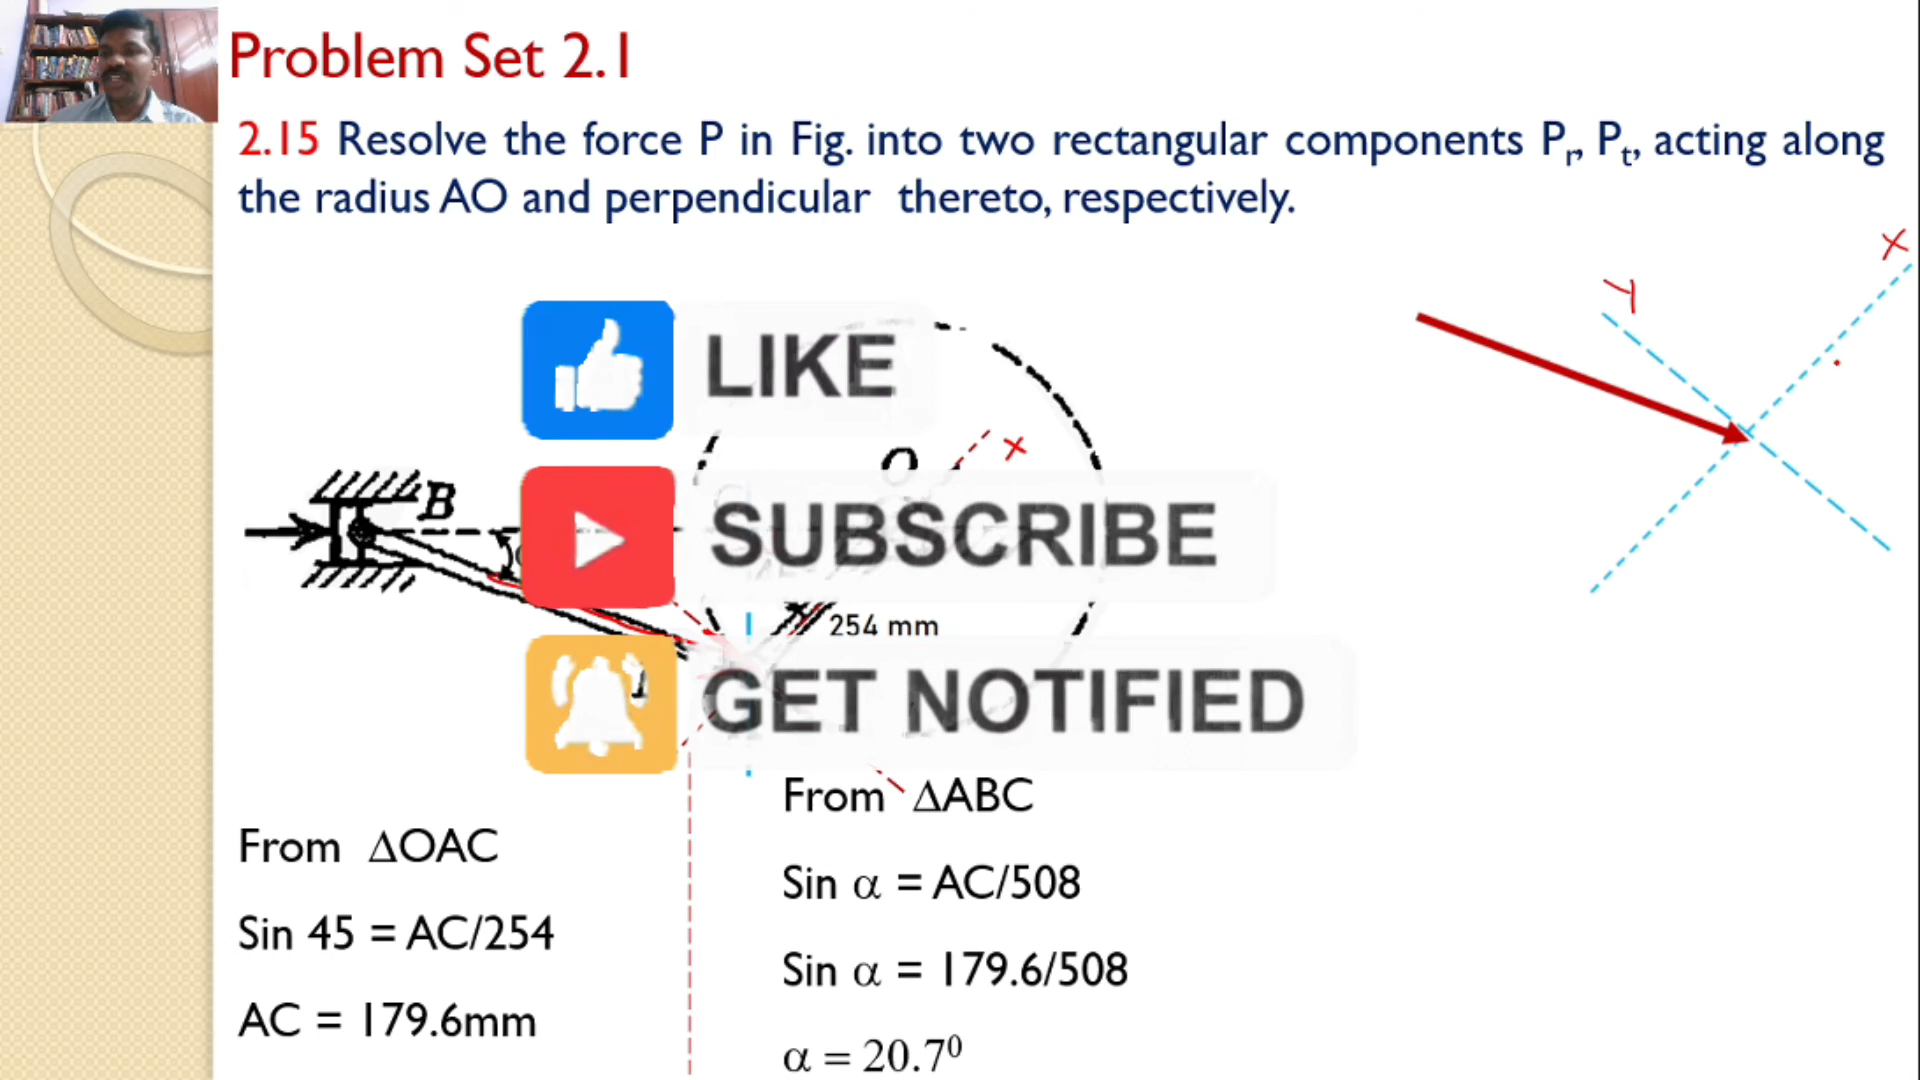 Problem Set 2.1
2.15 Resolve the force P in Fig. into two rectangular components Pr, Pt, acting along
the radius AO and perpendicular thereto, respectively.
Y
X
LIKE
O
X
B
SUBSCRIBE
254 mm
GET NOTIFIED
From ΔOAC
Sin 45 = AC/254
AC = 179.6mm
From ΔABC
Sin α = AC/508
Sin α = 179.6/508
α = 20.7⁰